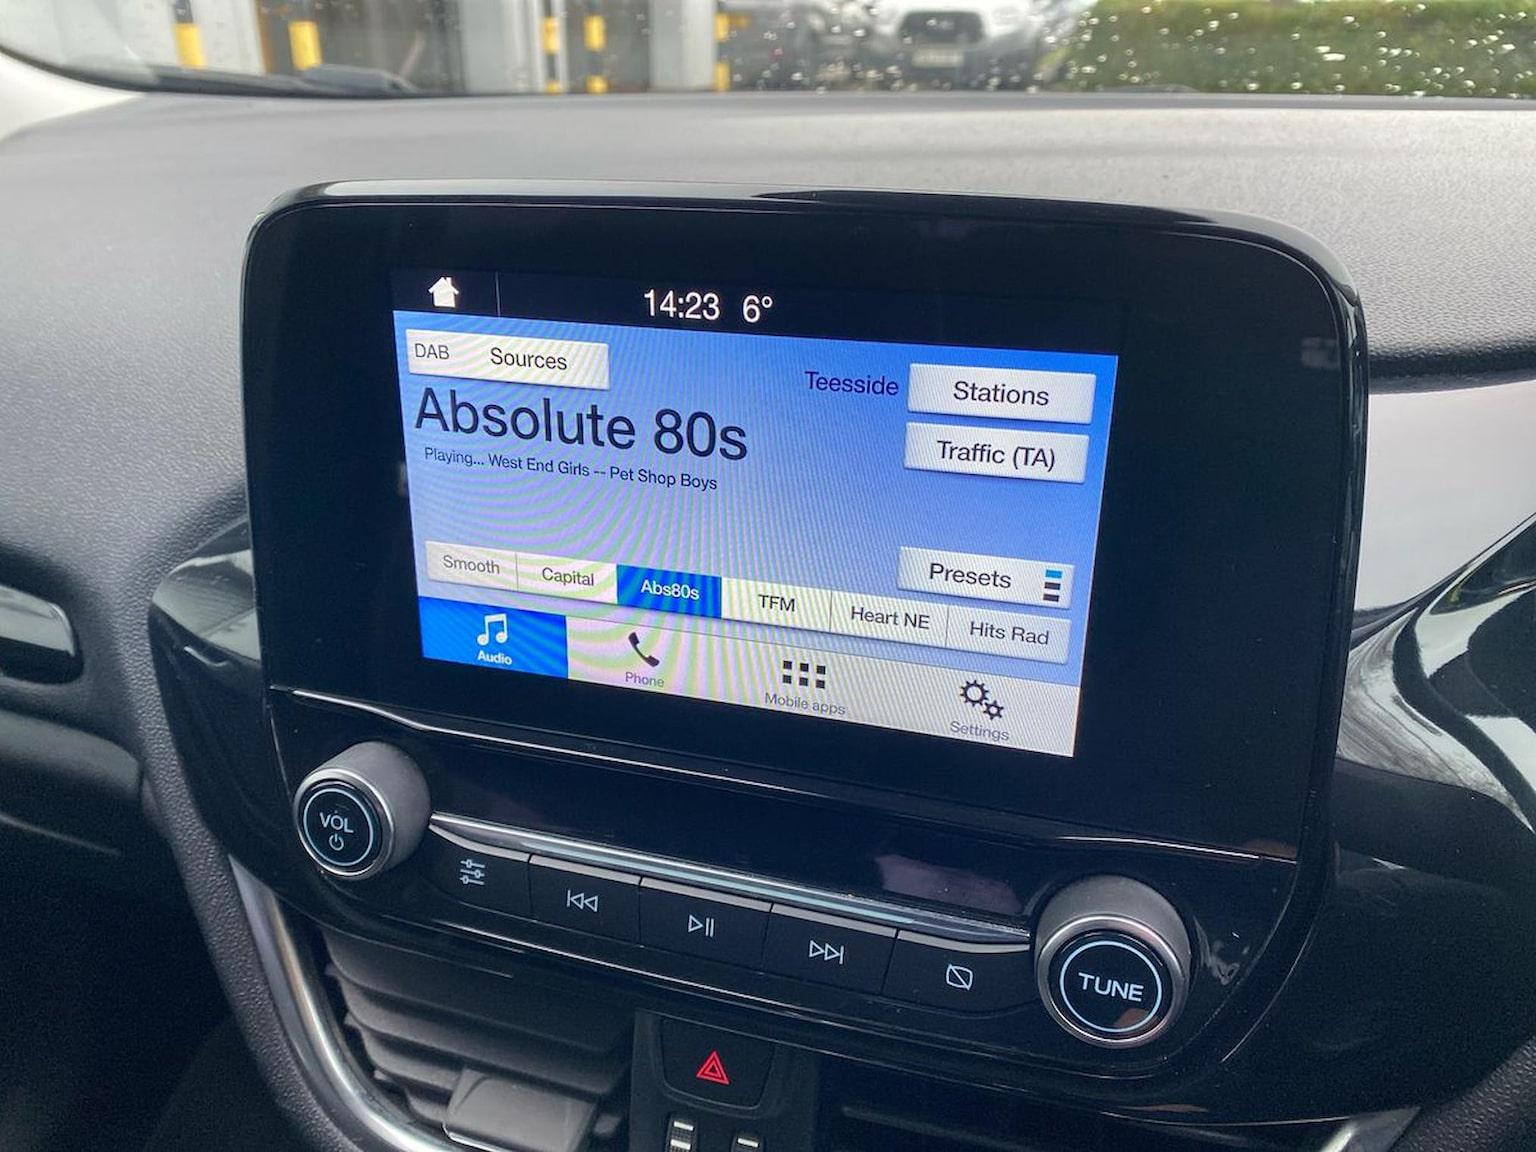 14:23 6°
DAB Sources
Teesside Stations
Absolute 80s
Traffic (TA)
Playing... West End Girls -- Pet Shop Boys
Presets
Smooth Capital Abs80s TFM Heart NE Hits Rad
Audio Phone Mobile apps Settings
VOL
TUNE